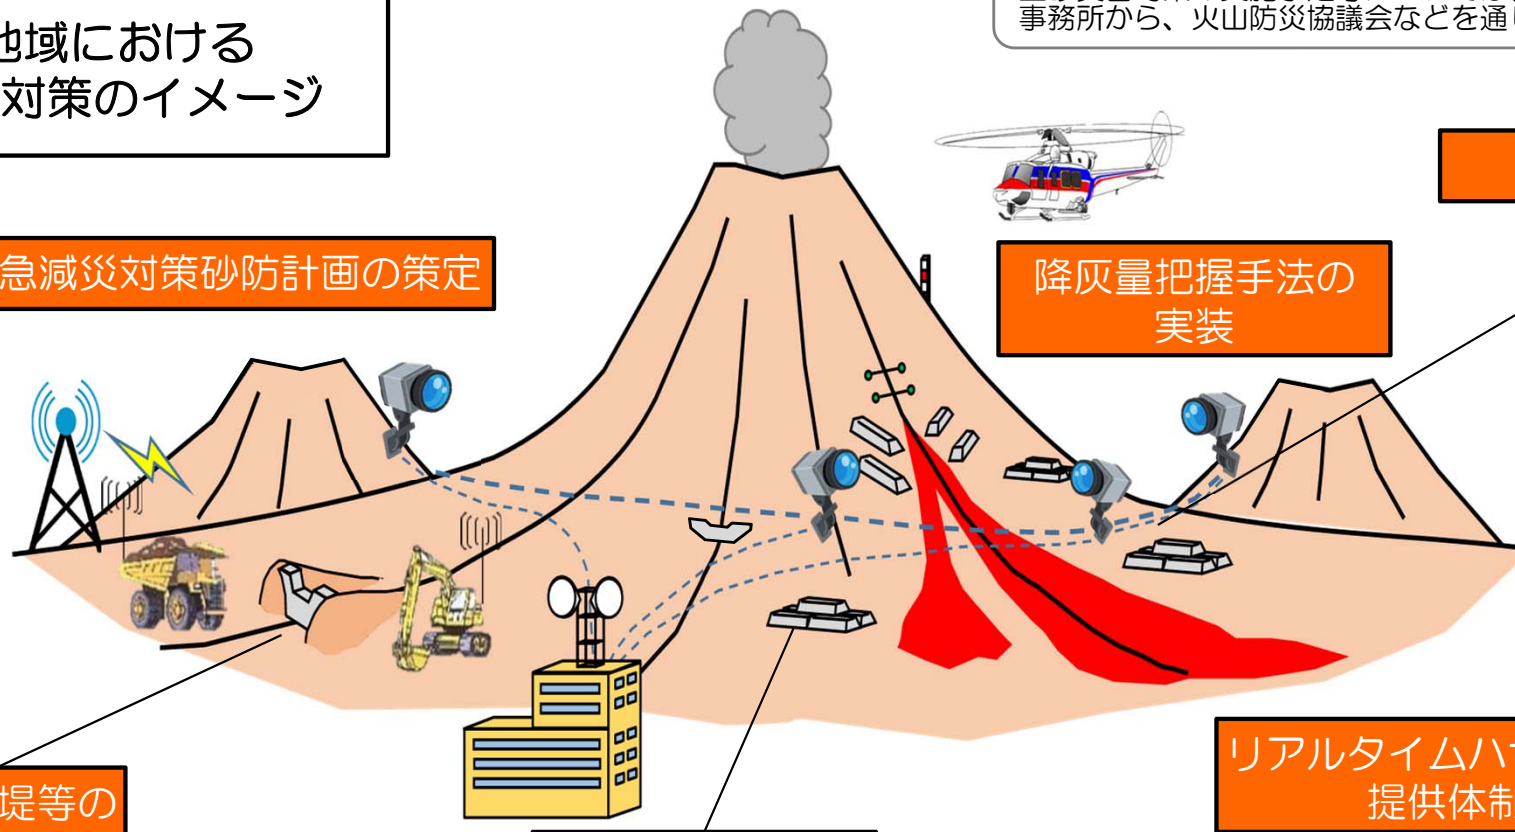 地域における
対策のイメージ
事務所から、火山防災協議会などを通し
急減災対策砂防計画の策定
降灰量把握手法の
実装
堤等の
リアルタイムハ
提供体制